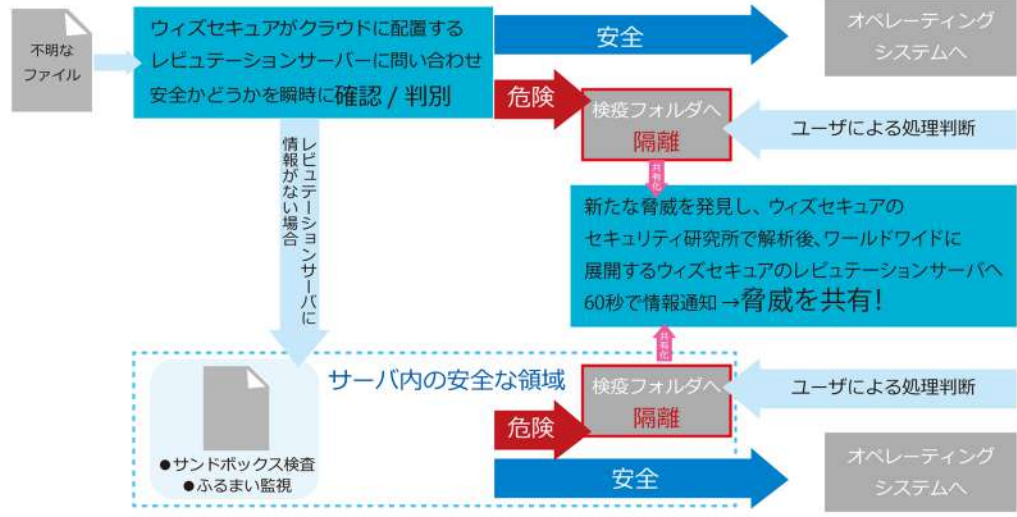 不明な
ファイル
ウィズセキュアがクラウドに配置する
レピュテーションサーバーに問い合わせ
安全かどうかを瞬時に確認 / 判別
安全
オペレーティング
システムへ
危険
検疫フォルダへ
隔離
ユーザによる処理判断
レピュテーションサーバに
情報がない場合
共有化
新たな脅威を発見し、ウィズセキュアの
セキュリティ研究所で解析後、ワールドワイドに
展開するウィズセキュアのレピュテーションサーバへ
60秒で情報通知→脅威を共有!
共有化
サーバ内の安全な領域
検疫フォルダへ
隔離
ユーザによる処理判断
危険
●サンドボックス検査
●ふるまい監視
安全
オペレーティング
システムへ